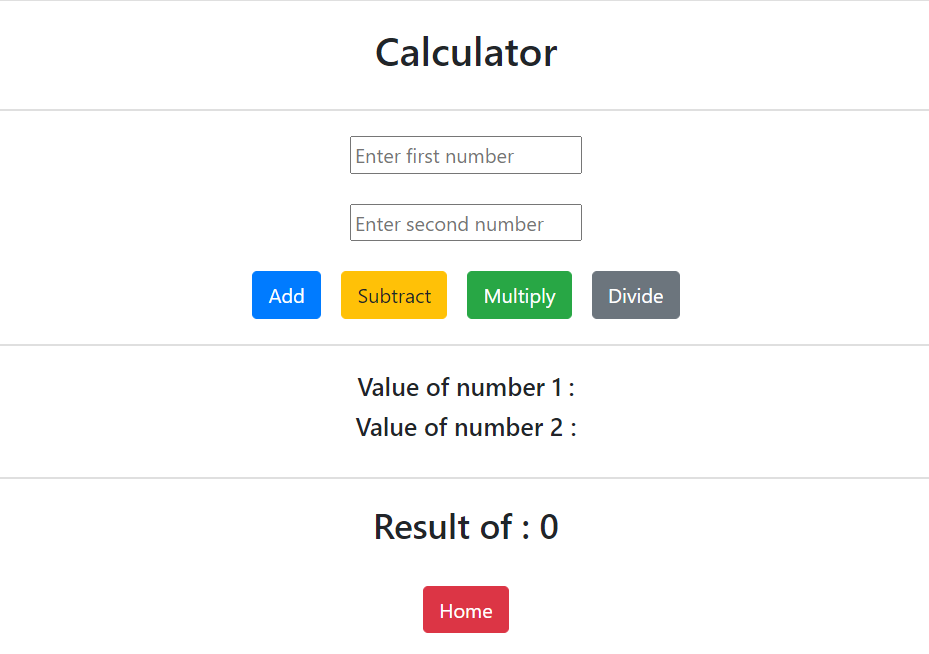 Calculator
Enter first number
Enter second number
Add Subtract Multiply Divide
Value of number 1 :
Value of number 2 :
Result of : 0
Home